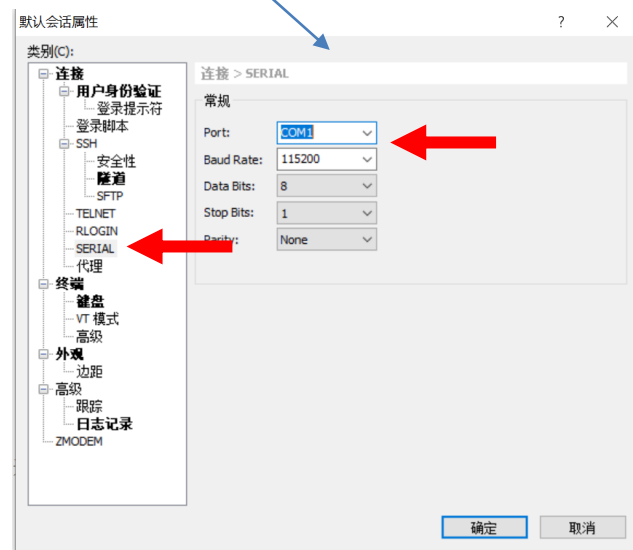 默认会话属性
类别(C):
连接
用户身份验证
登录提示符
登录脚本
SSH
安全性
隧道
SFTP
TELNET
RLOGIN
SERIAL
代理
终端
键盘
VT 模式
高级
外观
边距
高级
跟踪
日志记录
ZMODEM
连接 > SERIAL
常规
Port: COM1
Baud Rate: 115200
Data Bits: 8
Stop Bits: 1
Parity: None
确定
取消